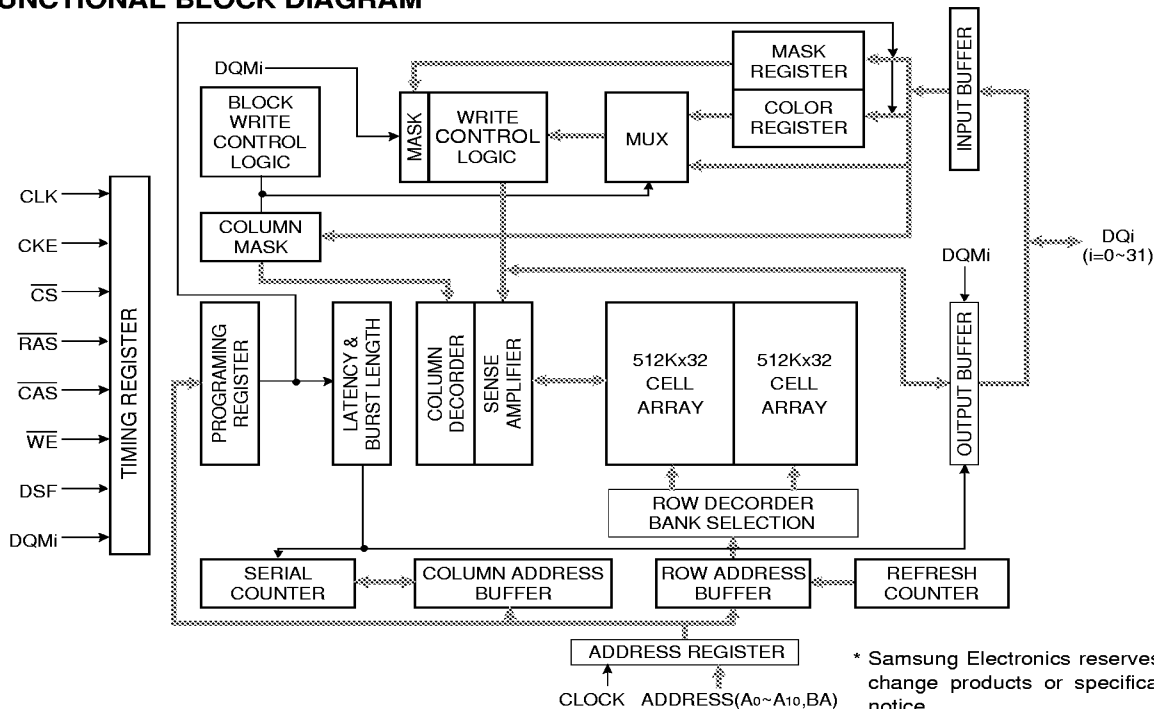 UNCTIONAL BLOCK DIAGRAM
DQMi
BLOCK
WRITE
CONTROL
LOGIC
MASK
WRITE
CONTROL
LOGIC
MUX
MASK
REGISTER
COLOR
REGISTER
INPUT BUFFER
COLUMN
MASK
CLK
CKE
CS
RAS
CAS
WE
DSF
DQMi
TIMING REGISTER
PROGRAMING
REGISTER
LATENCY &
BURST LENGTH
COLUMN
DECORDER
SENSE
AMPLIFIER
512Kx32
CELL
ARRAY
512Kx32
CELL
ARRAY
DQMi
OUTPUT BUFFER
DQi
(i=0~31)
ROW DECORDER
BANK SELECTION
SERIAL
COUNTER
COLUMN ADDRESS
BUFFER
ROW ADDRESS
BUFFER
REFRESH
COUNTER
ADDRESS REGISTER
CLOCK ADDRESS(A0~A10,BA)
* Samsung Electronics reserves
change products or specifica
notice